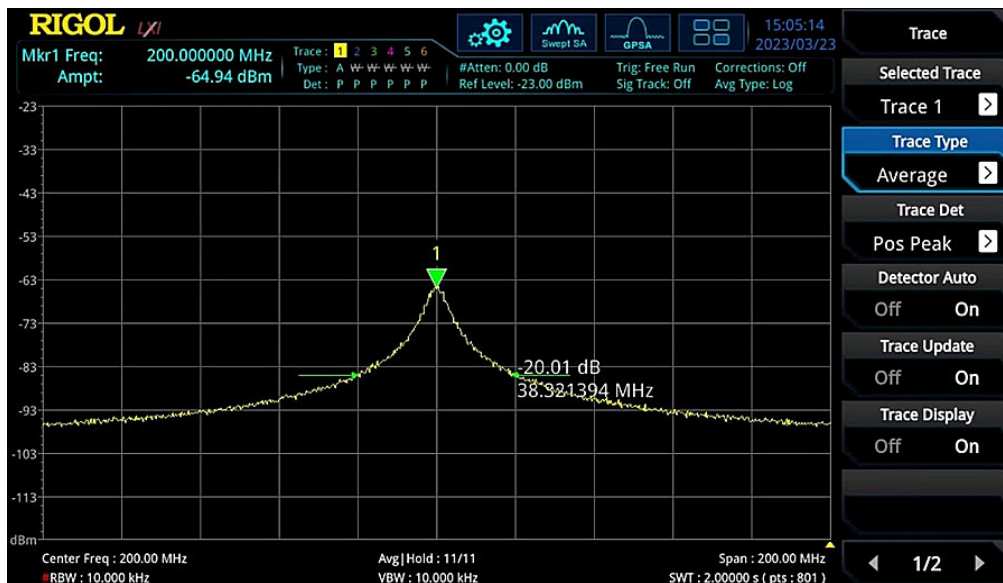 RIGOL LXI
Swept SA
GPSA
15:05:14
2023/03/23
Mkr1 Freq: 200.000000 MHz
Ampt: -64.94 dBm
Trace : 1 2 3 4 5 6
Type : A W W W W W
Det : P P P P P P
#Atten: 0.00 dB Trig: Free Run Corrections: Off
Ref Level: -23.00 dBm Sig Track: Off Avg Type: Log
-23
-33
-43
-53
-63
-73
-83
-93
-103
-113
dBm
1
-20.01 dB
38.321394 MHz
Center Freq : 200.00 MHz Avg|Hold : 11/11 Span : 200.00 MHz
#RBW : 10.000 kHz VBW : 10.000 kHz SWT : 2.00000 s ( pts : 801 )
Trace
Selected Trace
Trace 1
Trace Type
Average
Trace Det
Pos Peak
Detector Auto
Off On
Trace Update
Off On
Trace Display
Off On
1/2